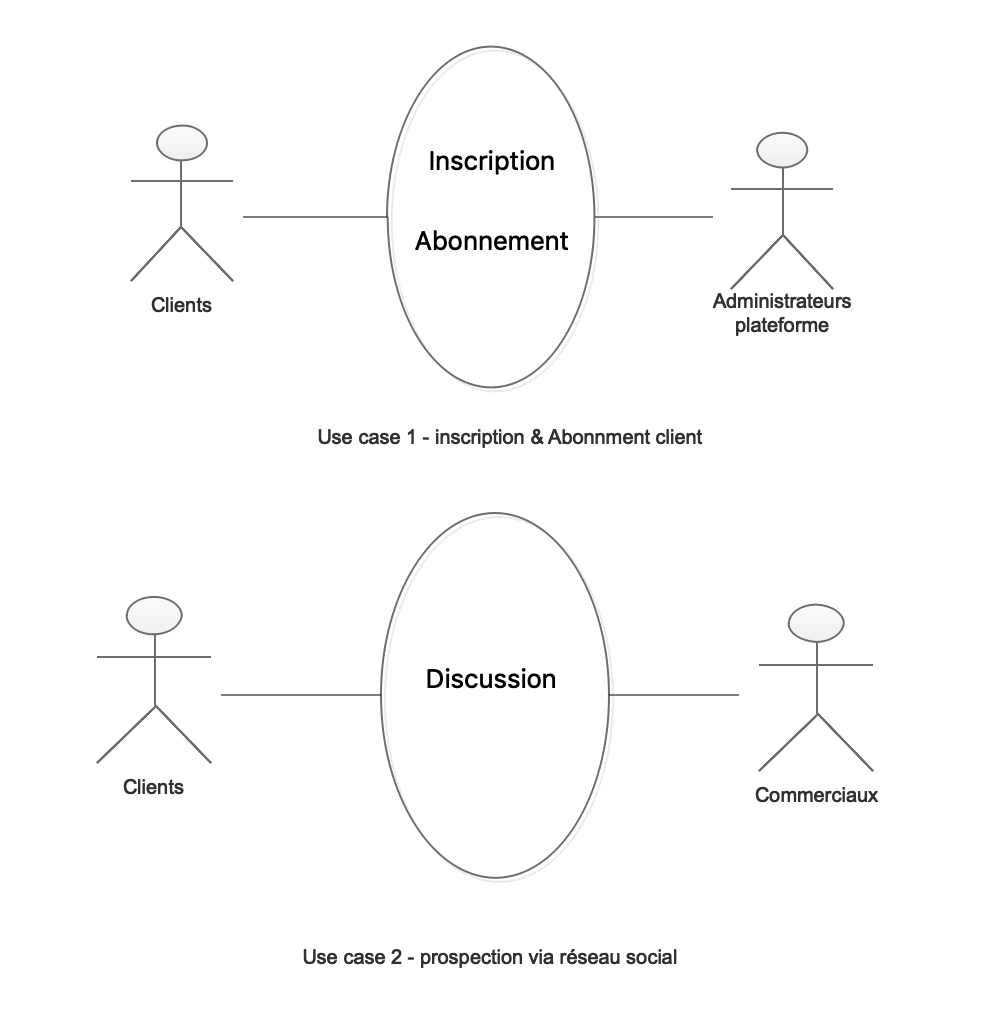 Inscription
Abonnement
Clients
Administrateurs
plateforme
Use case 1 - inscription & Abonnment client
Discussion
Clients
Commerciaux
Use case 2 - prospection via réseau social